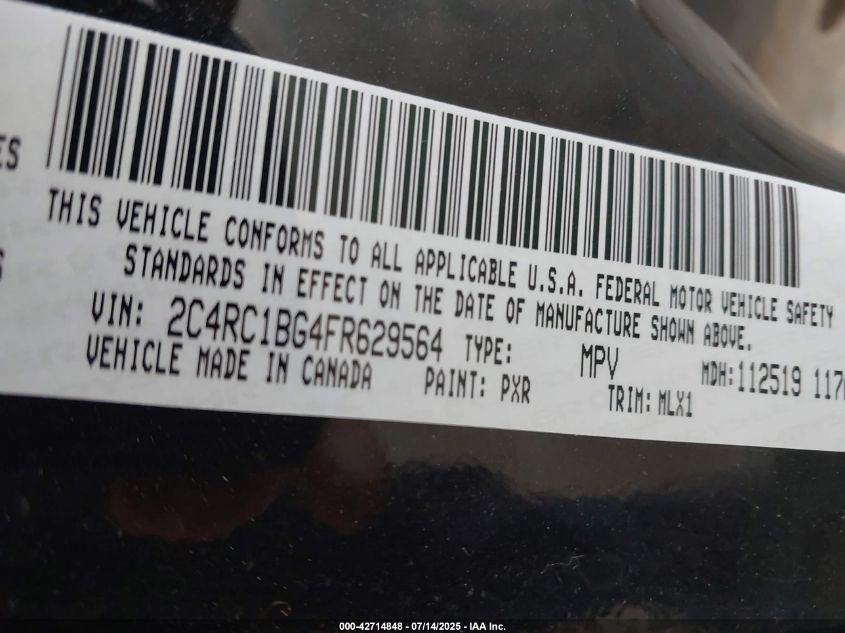 ES
S
THIS VEHICLE CONFORMS TO ALL APPLICABLE U.S.A. FEDERAL MOTOR VEHICLE SAFETY
STANDARDS IN EFFECT ON THE DATE OF MANUFACTURE SHOWN ABOVE.
VIN: 2C4RC1BG4FR629564 TYPE: MPV MDH:112519 117
VEHICLE MADE IN CANADA PAINT: PXR TRIM: MLX1
000-42714848 - 07/14/2025 - IAA Inc.